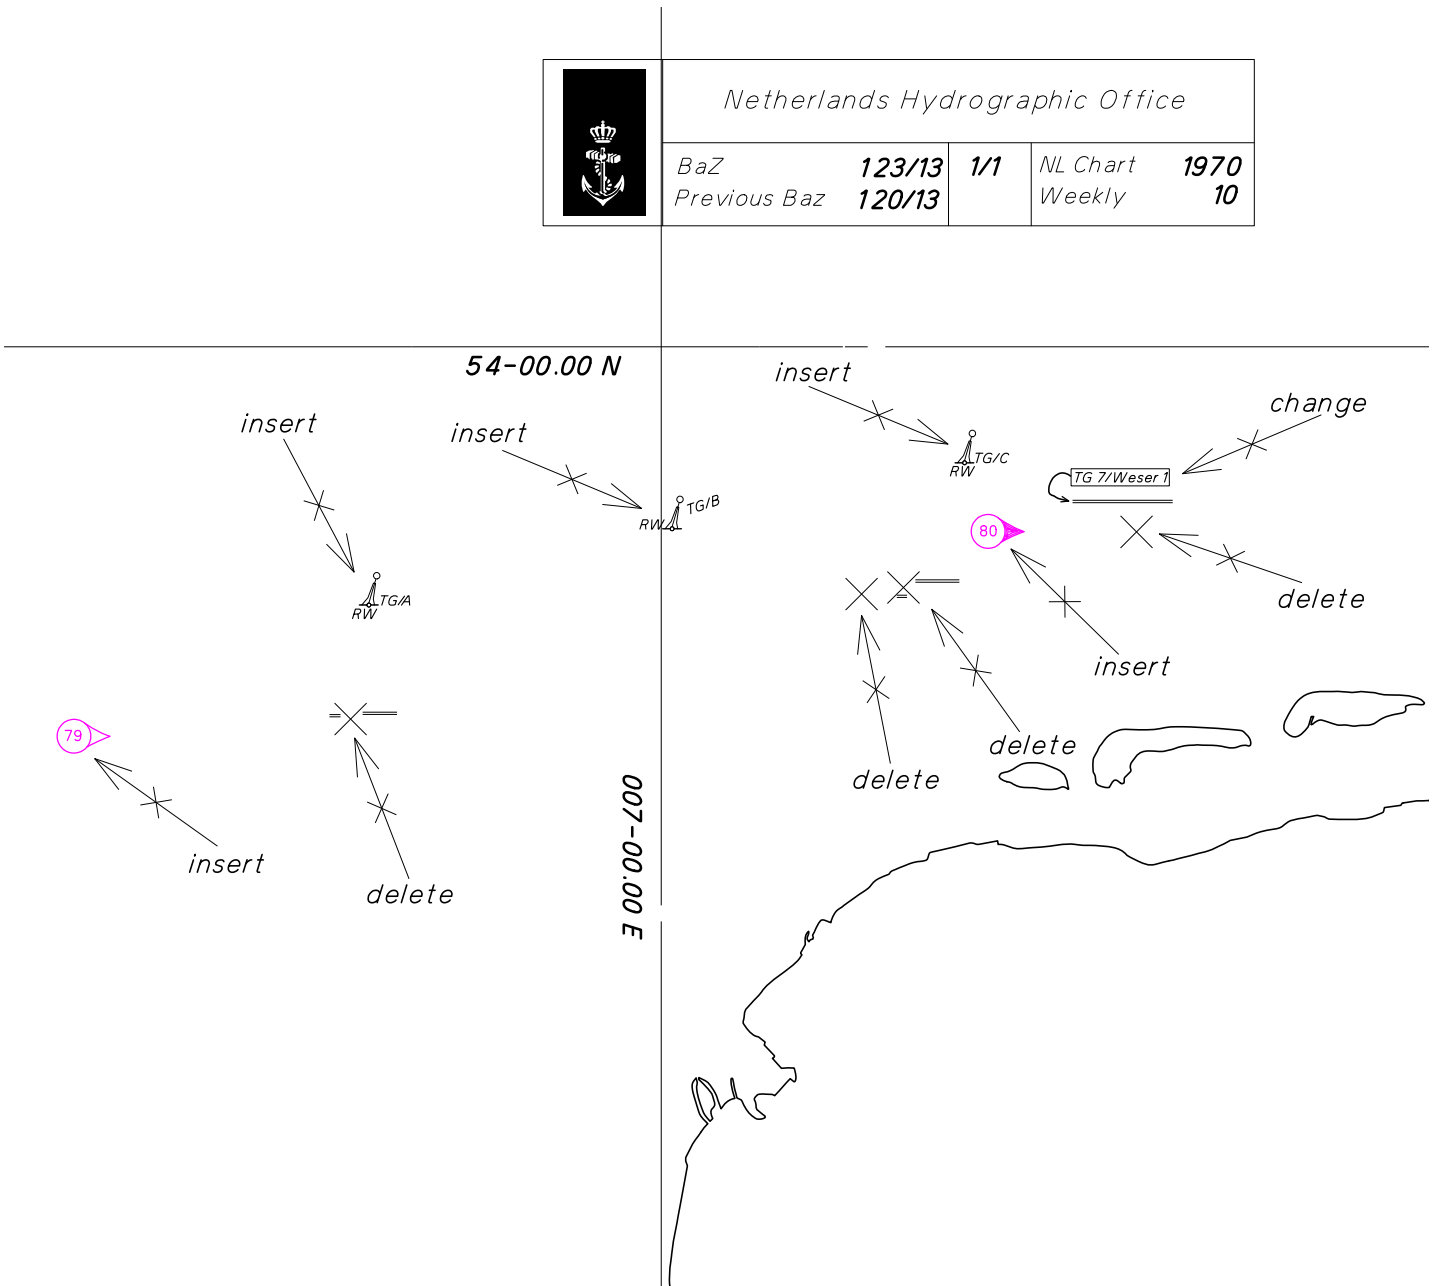 Netherlands Hydrographic Office
BaZ 123/13 1/1 NL Chart 1970
Previous Baz 120/13 Weekly 10
54-00.00 N
insert
change
insert
insert
TG/C
RW
TG 7/Weser 1
TG/B
RW
80
TG/A
RW
delete
insert
79
delete
delete
007-00.00 E
insert
delete